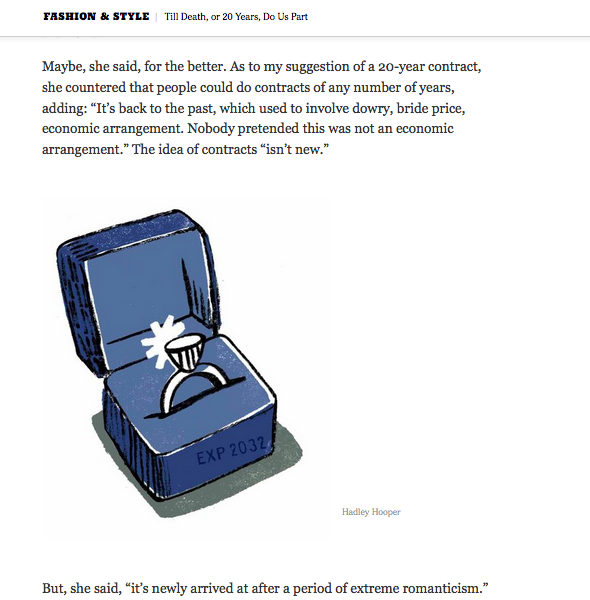 FASHION & STYLE | Till Death, or 20 Years, Do Us Part
Maybe, she said, for the better. As to my suggestion of a 20-year contract,
she countered that people could do contracts of any number of years,
adding: “It’s back to the past, which used to involve dowry, bride price,
economic arrangement. Nobody pretended this was not an economic
arrangement.” The idea of contracts “isn’t new.”
EXP 2032
Hadley Hooper
But, she said, “it’s newly arrived at after a period of extreme romanticism.”